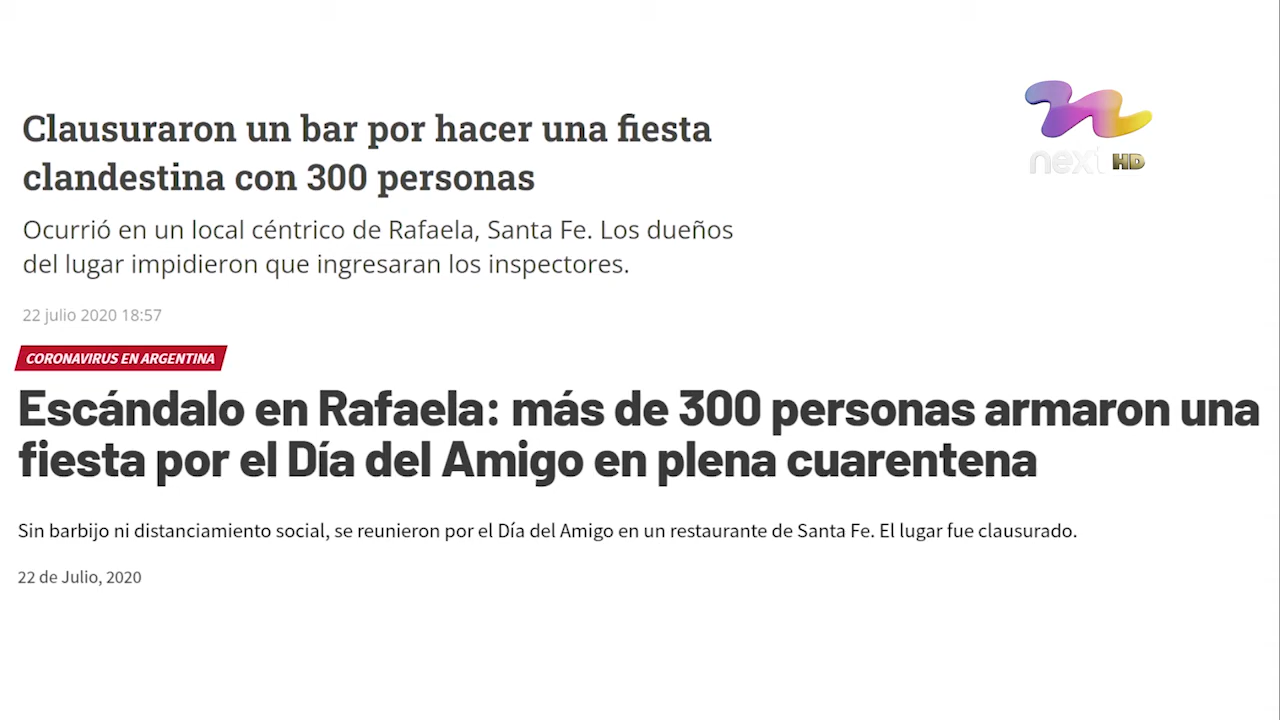 Clausuraron un bar por hacer una fiesta
clandestina con 300 personas
next HD
Ocurrió en un local céntrico de Rafaela, Santa Fe. Los dueños
del lugar impidieron que ingresaran los inspectores.
22 julio 2020 18:57
CORONAVIRUS EN ARGENTINA
Escándalo en Rafaela: más de 300 personas armaron una
fiesta por el Día del Amigo en plena cuarentena
Sin barbijo ni distanciamiento social, se reunieron por el Día del Amigo en un restaurante de Santa Fe. El lugar fue clausurado.
22 de Julio, 2020